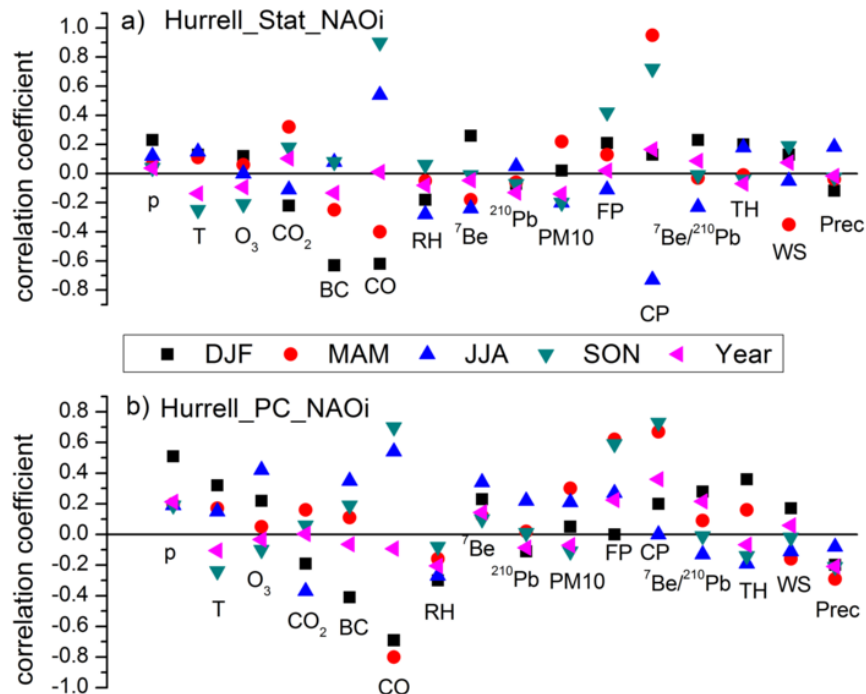 a) Hurrell_Stat_NAOi
correlation coefficient
1.0
0.8
0.6
0.4
0.2
0.0
-0.2
-0.4
-0.6
-0.8
p
T
O₃
CO₂
BC
CO
RH
⁷Be
²¹⁰Pb
PM10
FP
CP
⁷Be/²¹⁰Pb
TH
WS
Prec
DJF MAM JJA SON Year
b) Hurrell_PC_NAOi
correlation coefficient
0.8
0.6
0.4
0.2
0.0
-0.2
-0.4
-0.6
-0.8
-1.0
p
T
O₃
CO₂
BC
CO
RH
⁷Be
²¹⁰Pb
PM10
FP
CP
⁷Be/²¹⁰Pb
TH
WS
Prec